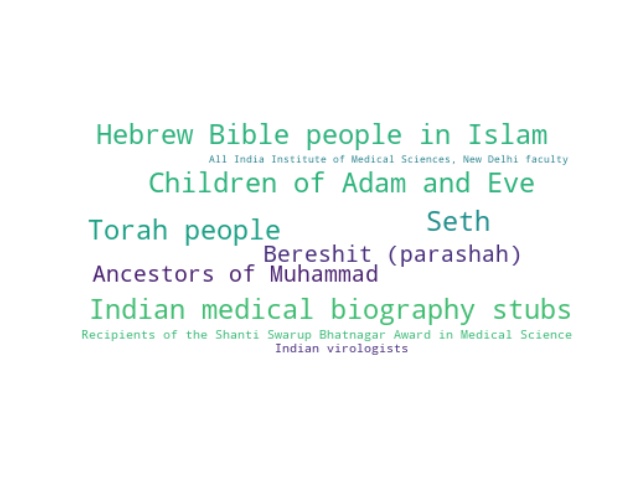 Hebrew Bible people in Islam
All India Institute of Medical Sciences, New Delhi faculty
Children of Adam and Eve
Seth
Torah people
Bereshit (parashah)
Ancestors of Muhammad
Indian medical biography stubs
Recipients of the Shanti Swarup Bhatnagar Award in Medical Science
Indian virologists